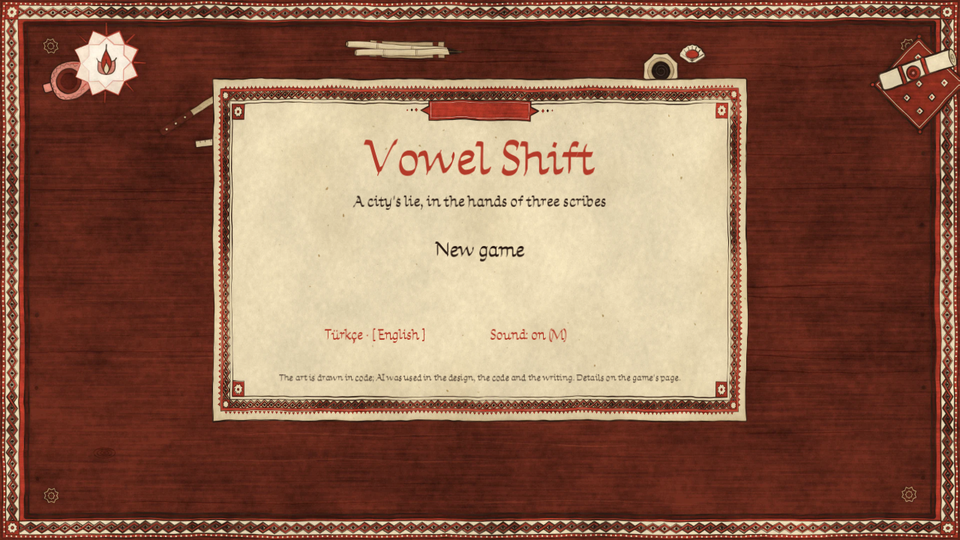 Vowel Shift
A city's lie, in the hands of three scribes
New game
Türkçe · [ English ]
Sound: on (M)
The art is drawn in code; AI was used in the design, the code and the writing. Details on the game's page.